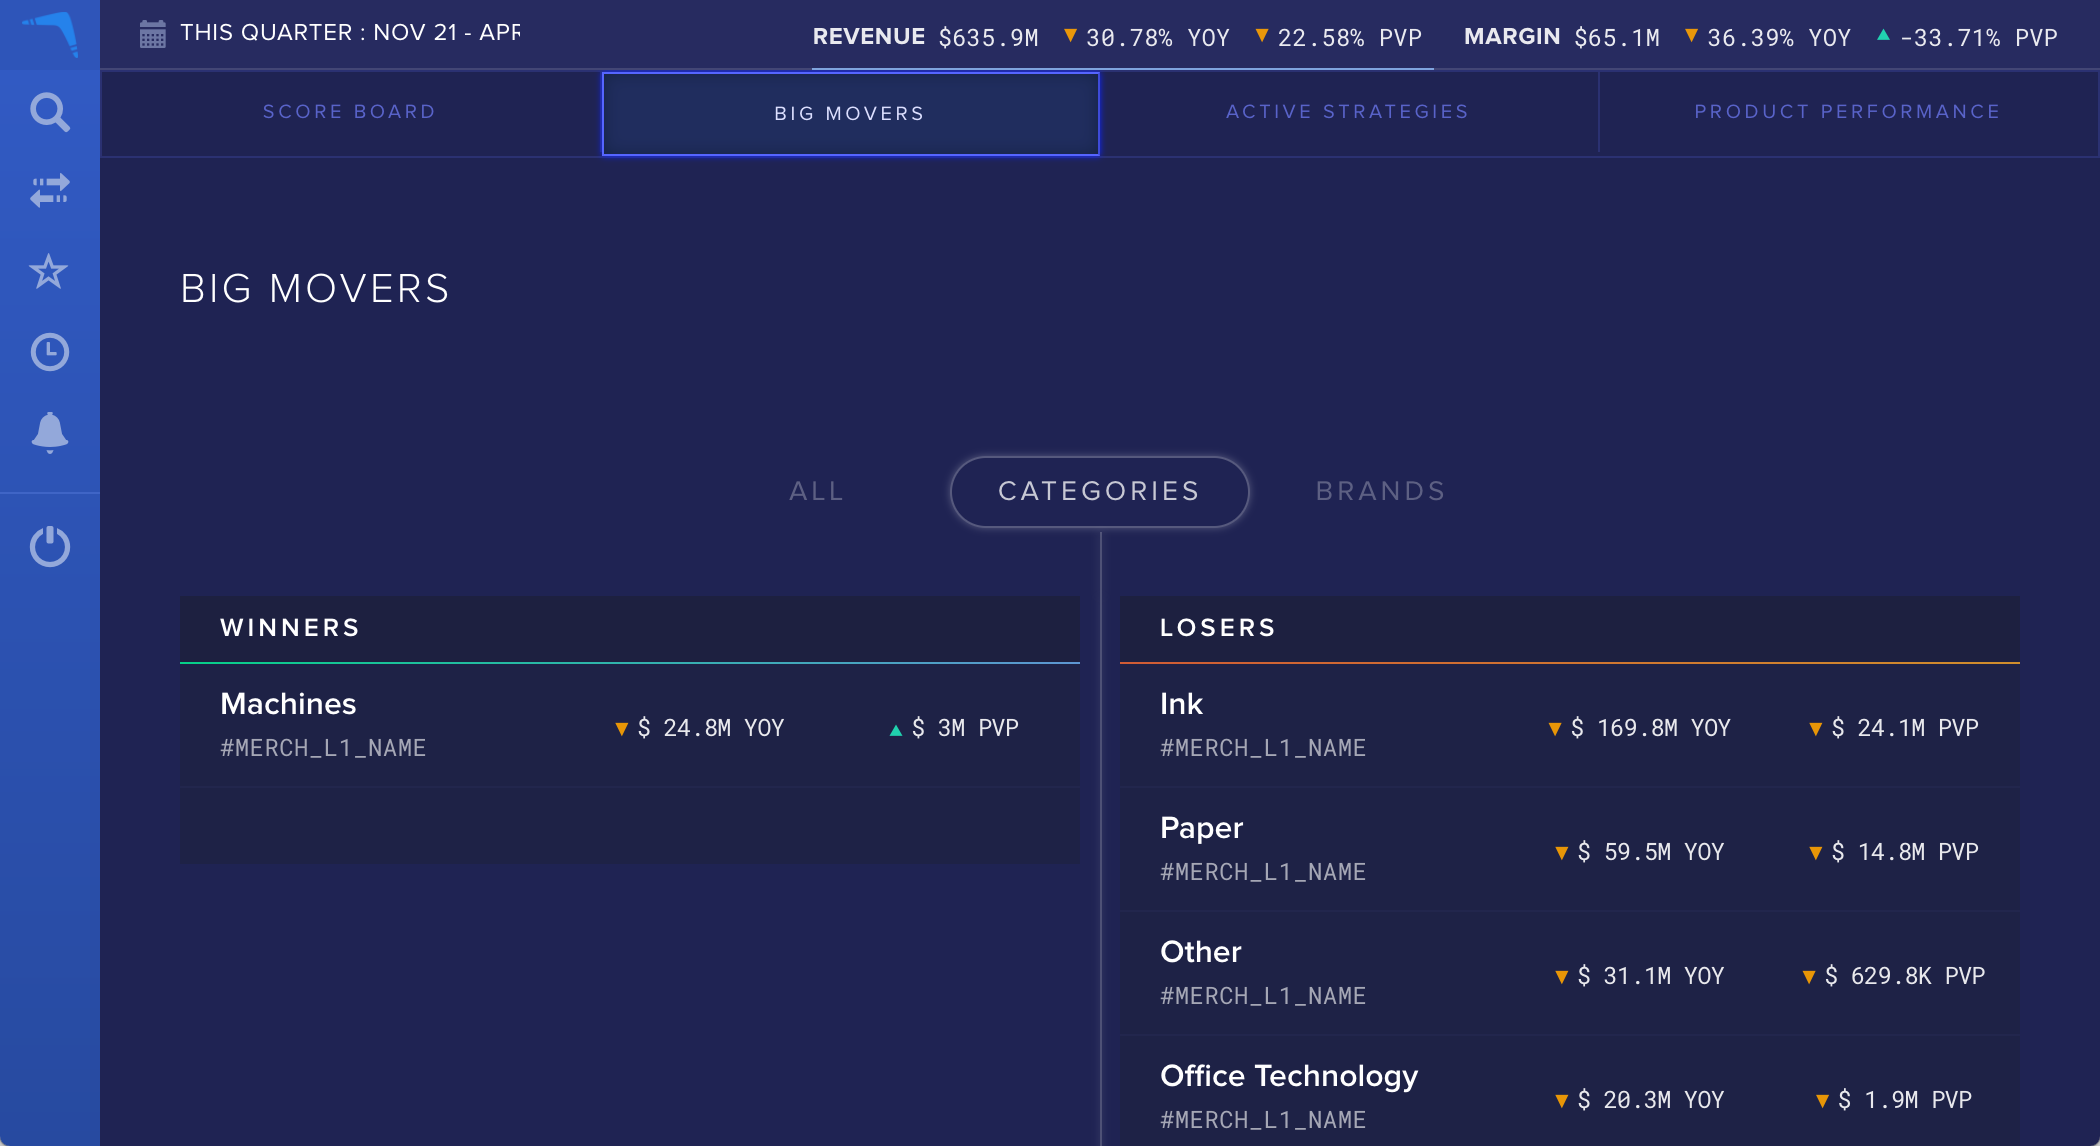 THIS QUARTER : NOV 21 - APR
REVENUE $635.9M ▼ 30.78% YOY ▼ 22.58% PVP MARGIN $65.1M ▼ 36.39% YOY ▲ -33.71% PVP
SCORE BOARD
BIG MOVERS
ACTIVE STRATEGIES
PRODUCT PERFORMANCE
BIG MOVERS
ALL
CATEGORIES
BRANDS
WINNERS
Machines
#MERCH_L1_NAME
▼ $ 24.8M YOY ▲ $ 3M PVP
LOSERS
Ink
#MERCH_L1_NAME
▼ $ 169.8M YOY ▼ $ 24.1M PVP
Paper
#MERCH_L1_NAME
▼ $ 59.5M YOY ▼ $ 14.8M PVP
Other
#MERCH_L1_NAME
▼ $ 31.1M YOY ▼ $ 629.8K PVP
Office Technology
#MERCH_L1_NAME
▼ $ 20.3M YOY ▼ $ 1.9M PVP